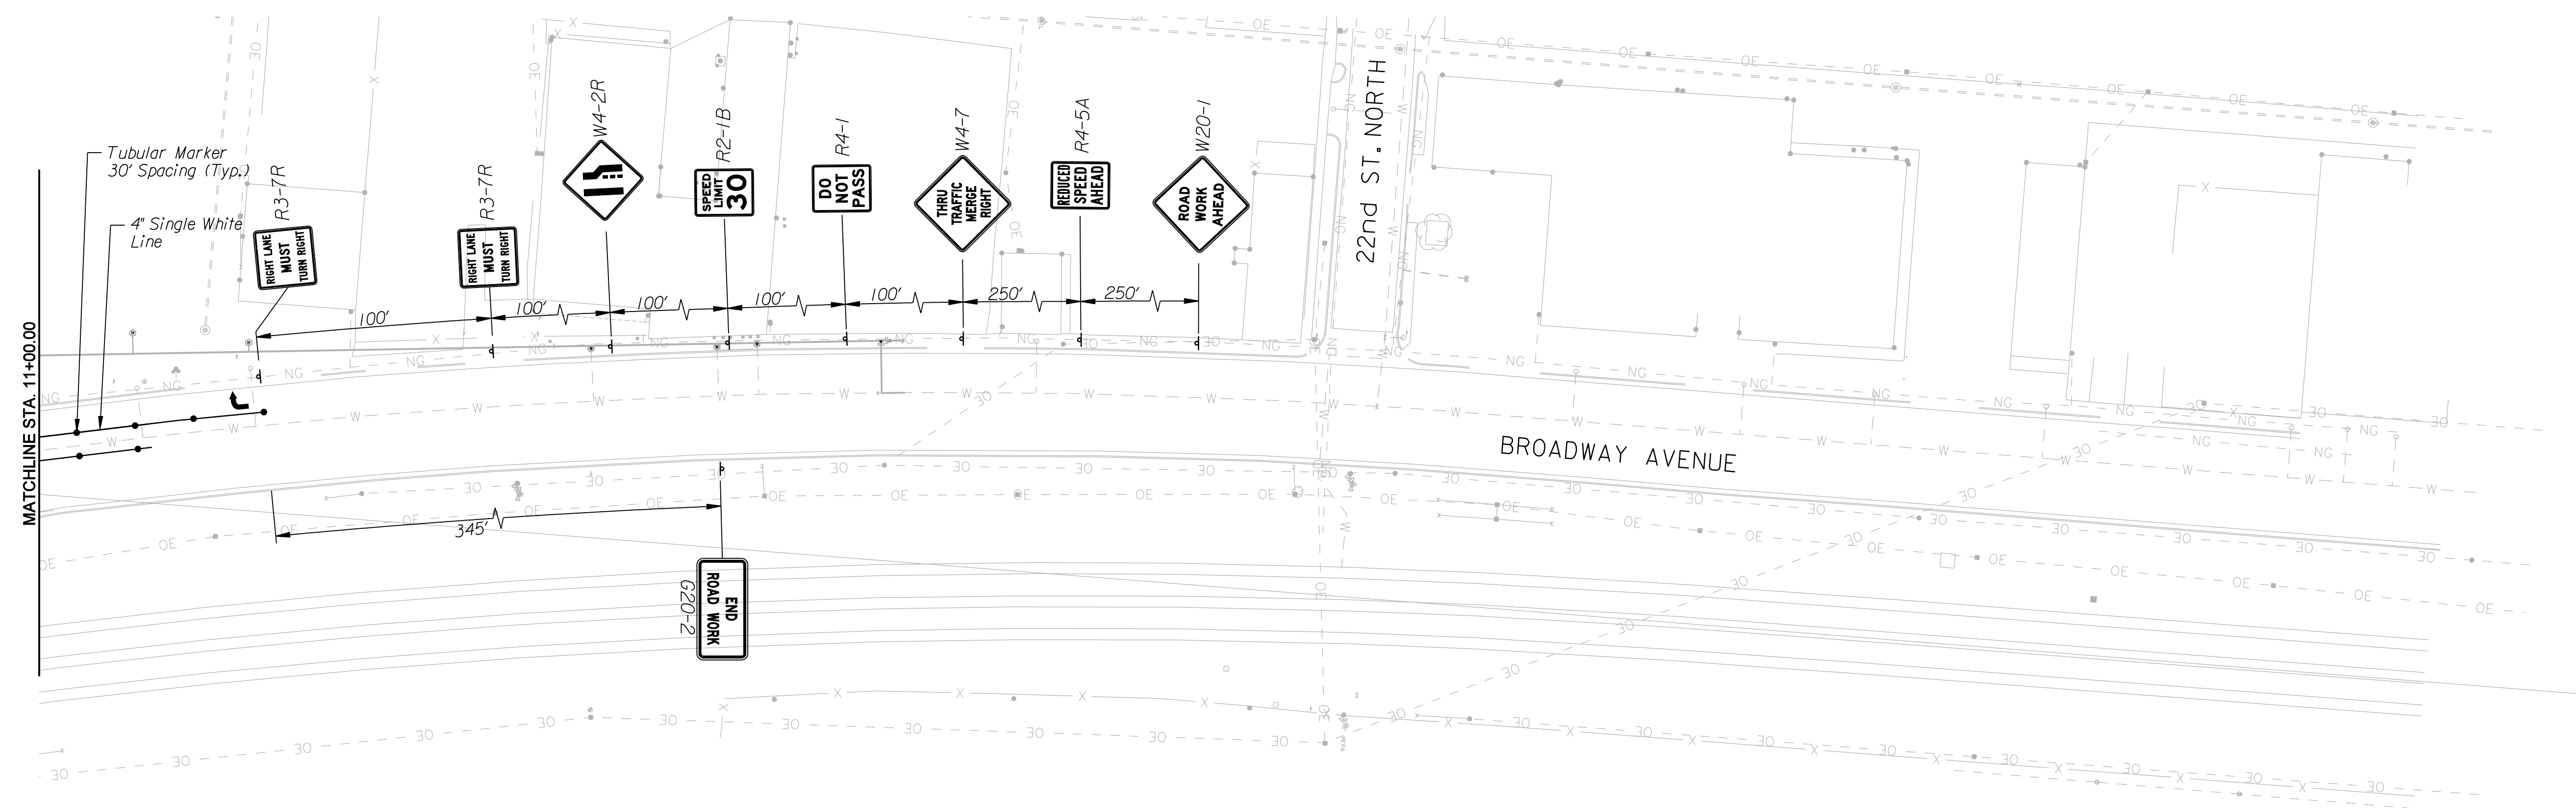 MATCHLINE STA. 11+00.00
Tubular Marker
30' Spacing (Typ.)
4" Single White
Line
R3-7R
RIGHT LANE
MUST
TURN RIGHT
R3-7R
RIGHT LANE
MUST
TURN RIGHT
W4-2R
R2-1B
SPEED
LIMIT
30
R4-1
DO
NOT
PASS
W4-7
THRU
TRAFFIC
MERGE
RIGHT
R4-5A
REDUCED
SPEED
AHEAD
W20-1
ROAD
WORK
AHEAD
100'
100'
100'
100'
100'
250'
250'
22nd ST. NORTH
BROADWAY AVENUE
345'
END
ROAD WORK
G20-2
OE
NG
W
X